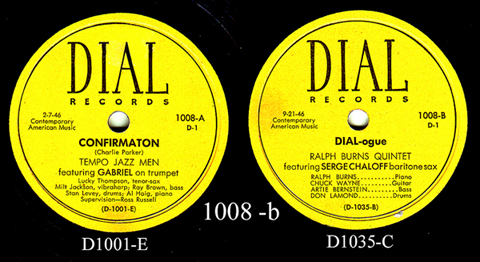 DIAL
RECORDS
2-7-46
Contemporary
American Music
1008-A
D-1
CONFIRMATON
(Charlie Parker)
TEMPO JAZZ MEN
featuring GABRIEL on trumpet
Lucky Thompson, tenor-sax
Milt Jackson, vibraharp; Ray Brown, bass
Stan Levey, drums; Al Haig, piano
Supervision—Ross Russell
(D-1001-E)
D1001-E
1008 -b
DIAL
RECORDS
9-21-46
Contemporary
American Music
1008-B
D-1
DIAL-ogue
RALPH BURNS QUINTET
featuring SERGE CHALOFF baritone sax
RALPH BURNS..........Piano
CHUCK WAYNE..........Guitar
ARTIE BERNSTEIN..........Bass
DON LAMOND..........Drums
(D-1035-B)
D1035-C